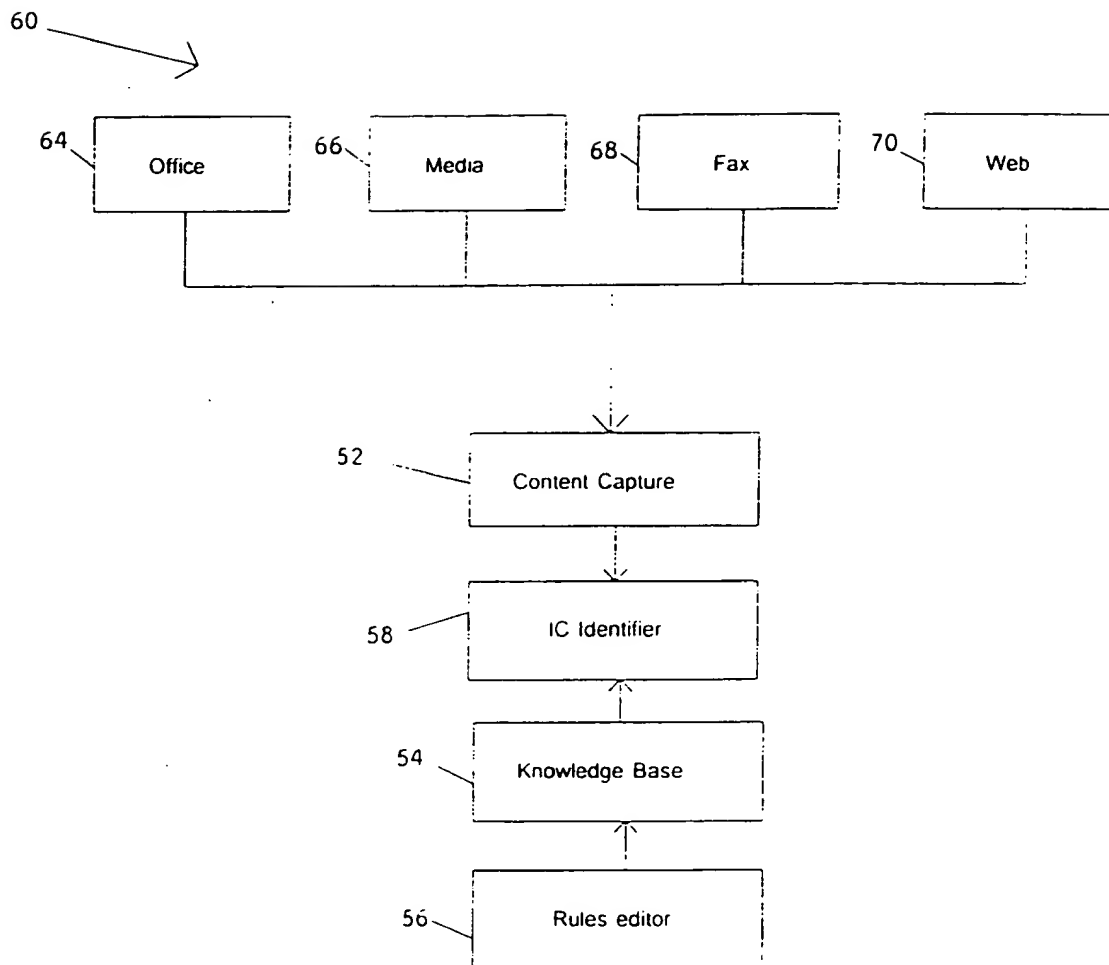 60
64
Office
66
Media
68
Fax
70
Web
52
Content Capture
58
IC Identifier
54
Knowledge Base
56
Rules editor